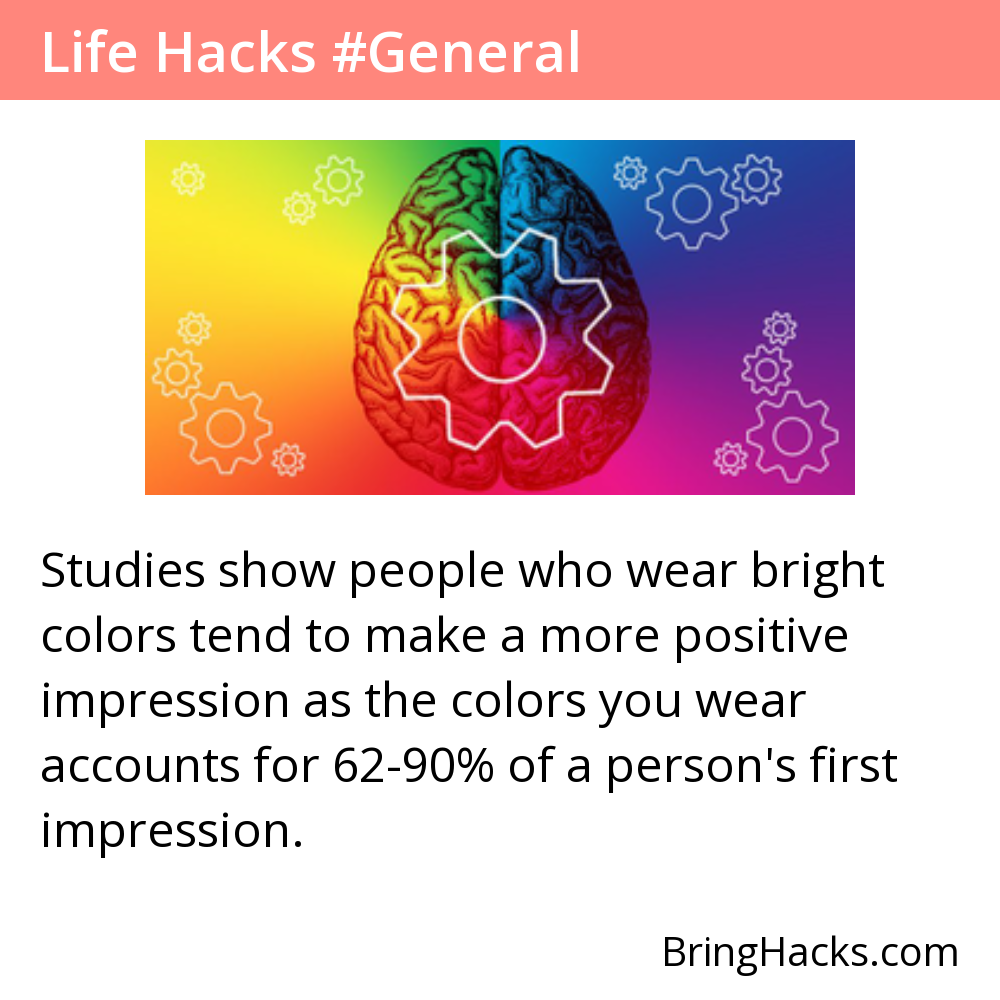 Life Hacks #General
Studies show people who wear bright
colors tend to make a more positive
impression as the colors you wear
accounts for 62-90% of a person's first
impression.
BringHacks.com